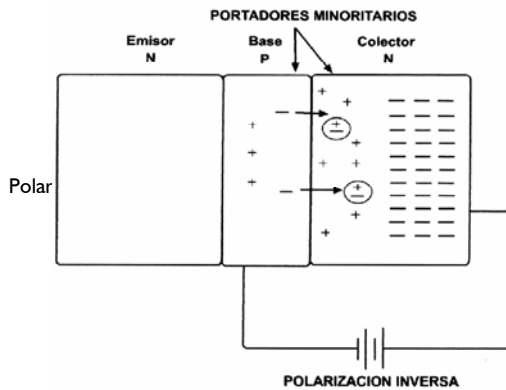 PORTADORES MINORITARIOS
Emisor
N
Base
P
Colector
N
Polar
POLARIZACION INVERSA